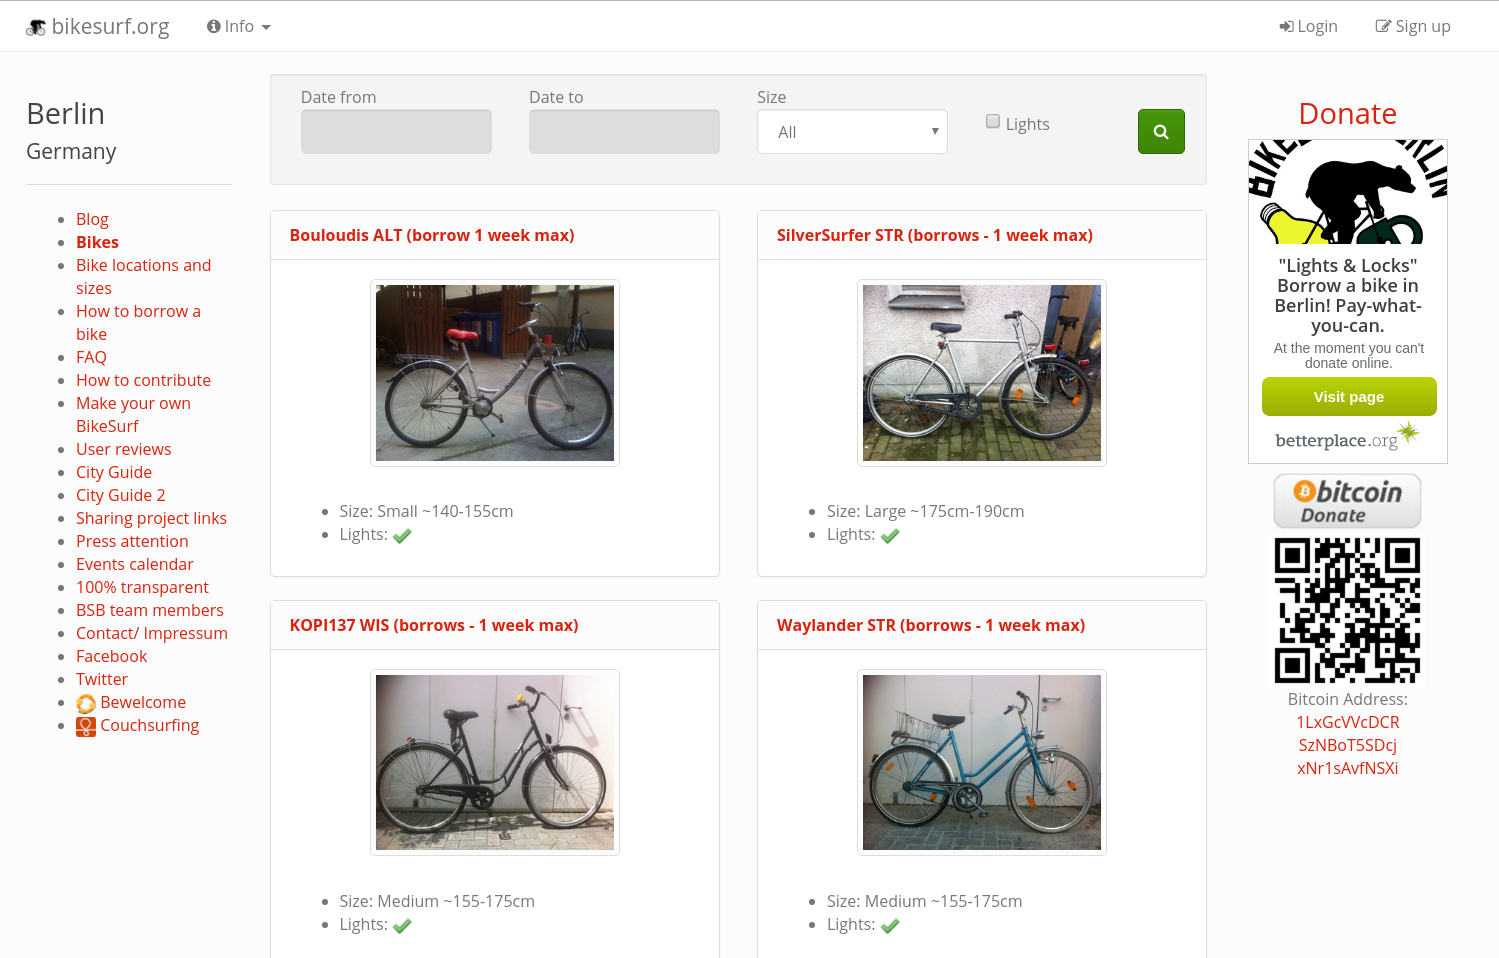 bikesurf.org
Info
Login
Sign up
Berlin
Germany
Blog
Bikes
Bike locations and
sizes
How to borrow a
bike
FAQ
How to contribute
Make your own
BikeSurf
User reviews
City Guide
City Guide 2
Sharing project links
Press attention
Events calendar
100% transparent
BSB team members
Contact/ Impressum
Facebook
Twitter
Bewelcome
Couchsurfing
Date from
Date to
Size
All
Lights
Bouloudis ALT (borrow 1 week max)
Size: Small ~140-155cm
Lights:
SilverSurfer STR (borrows - 1 week max)
Size: Large ~175cm-190cm
Lights:
KOPI137 WIS (borrows - 1 week max)
Size: Medium ~155-175cm
Lights:
Waylander STR (borrows - 1 week max)
Size: Medium ~155-175cm
Lights:
Donate
"Lights & Locks"
Borrow a bike in
Berlin! Pay-what-
you-can.
At the moment you can't
donate online.
Visit page
betterplace.org
bitcoin
Donate
Bitcoin Address:
1LxGcVVcDCR
SzNBoT5SDcj
xNr1sAvfNSXi